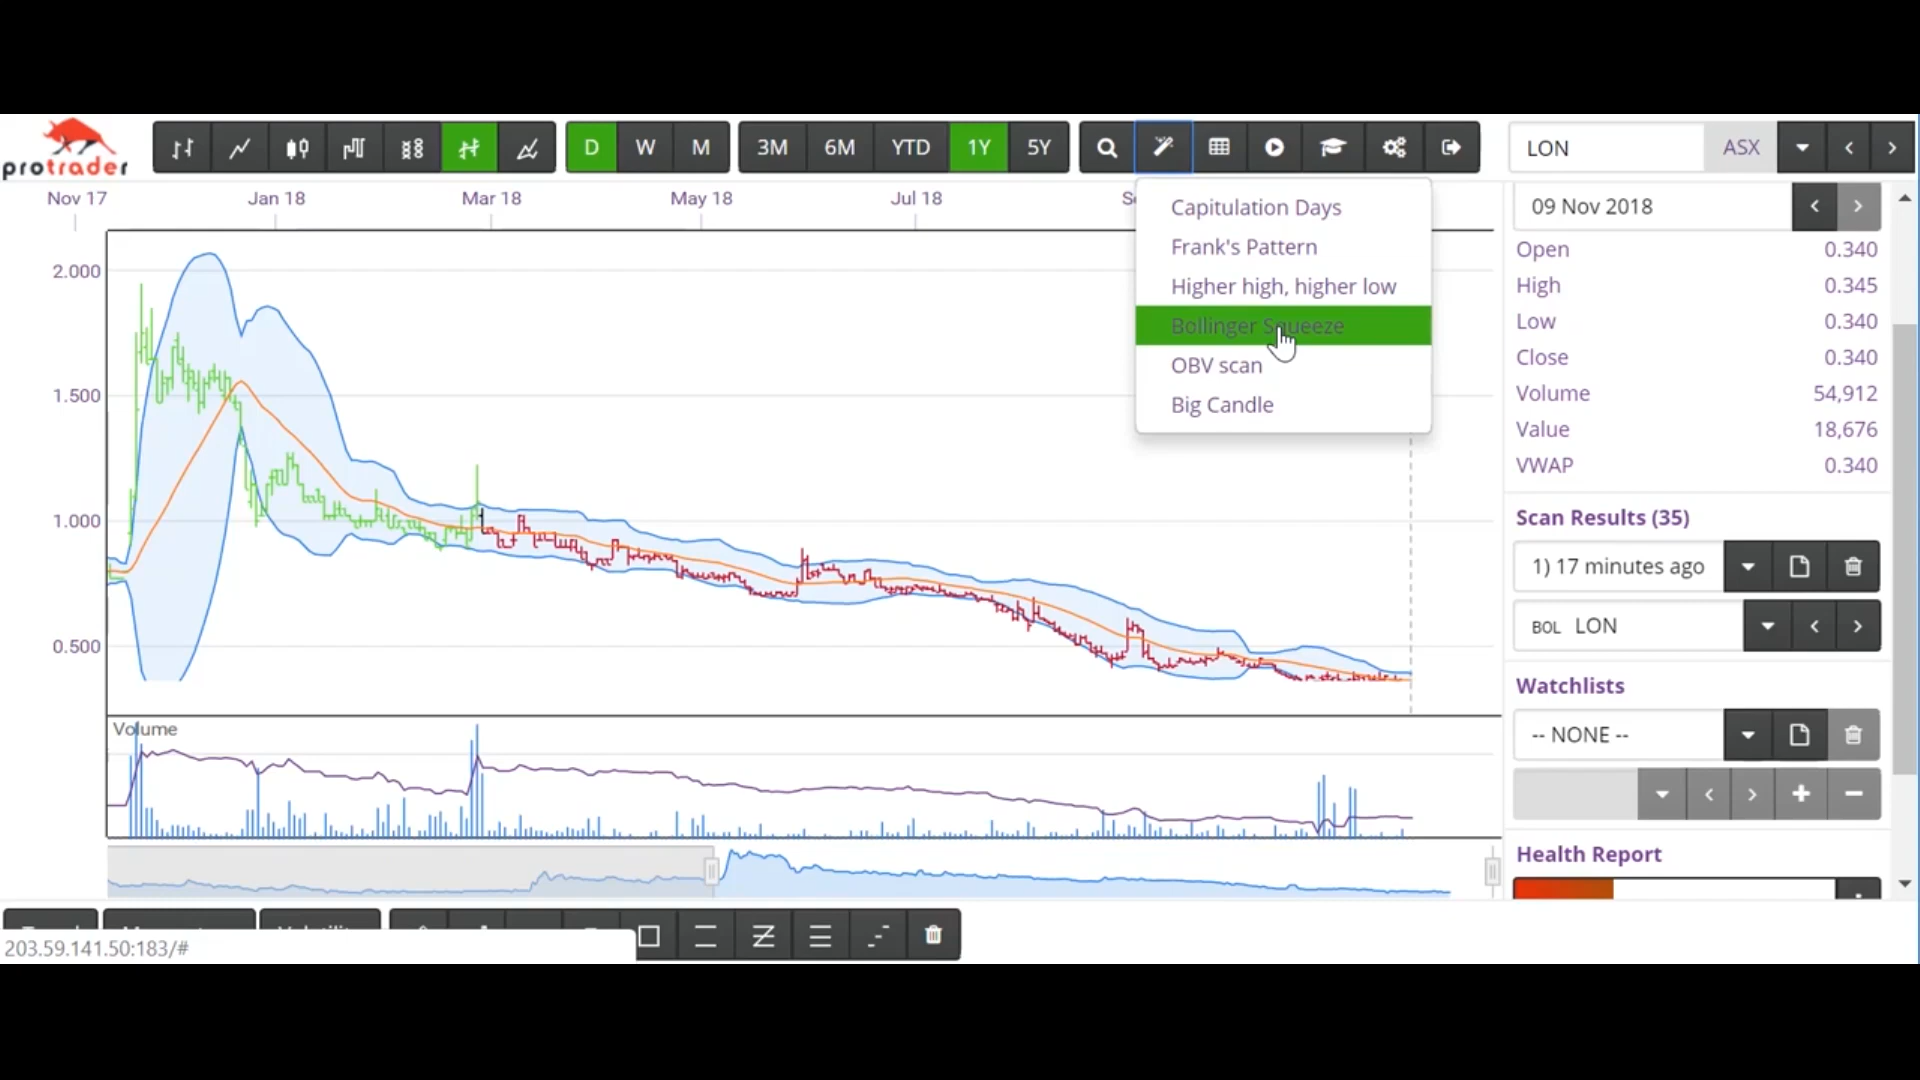 protrader
D W M
3M 6M YTD 1Y 5Y
LON ASX
Nov 17 Jan 18 Mar 18 May 18 Jul 18
Capitulation Days
Frank's Pattern
Higher high, higher low
Bollinger Squeeze
OBV scan
Big Candle
2.000
1.500
1.000
0.500
Volume
09 Nov 2018
Open 0.340
High 0.345
Low 0.340
Close 0.340
Volume 54,912
Value 18,676
VWAP 0.340
Scan Results (35)
1) 17 minutes ago
BOL LON
Watchlists
-- NONE --
Health Report
203.59.141.50:183/#